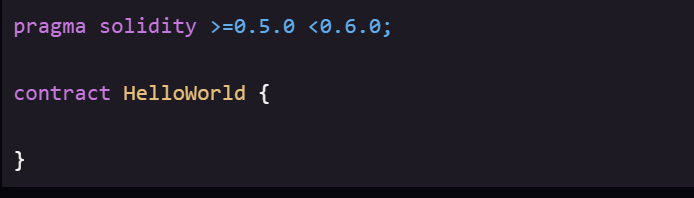 pragma solidity >=0.5.0 <0.6.0;
contract HelloWorld {
}